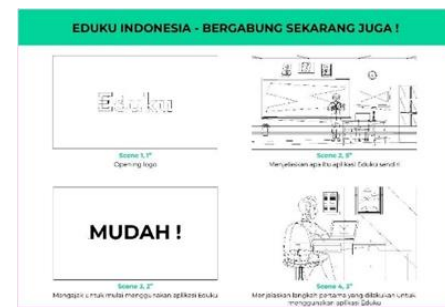 EDUKU INDONESIA - BERGABUNG SEKARANG JUGA !
Eduku
Scene 1, 1"
Opening logo
Scene 2, 5"
Menjelaskan apa itu aplikasi Eduku sendiri
MUDAH !
Scene 3, 2"
Mengajak untuk mulai menggunakan aplikasi Eduku
Scene 4, 3"
Menjelaskan langkah pertama yang dilakukan untuk
menggunakan aplikasi Eduku